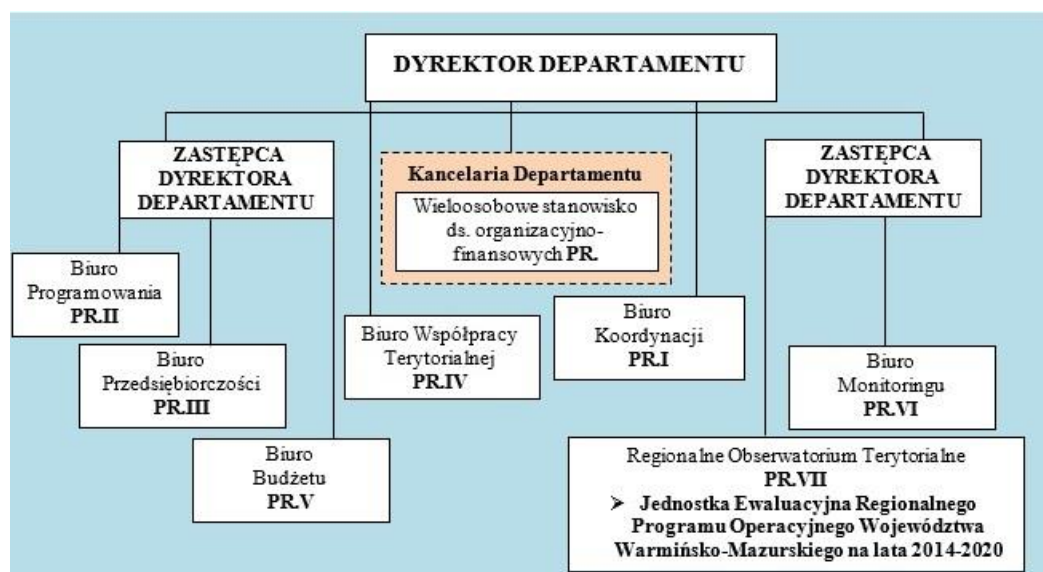 DYREKTOR DEPARTAMENTU
ZASTĘPCA
DYREKTORA
DEPARTAMENTU
Kancelaria Departamentu
Wieloosobowe stanowisko
ds. organizacyjno-
finansowych PR.
ZASTĘPCA
DYREKTORA
DEPARTAMENTU
Biuro
Programowania
PR.II
Biuro
Przedsiębiorczości
PR.III
Biuro
Budżetu
PR.V
Biuro Współpracy
Terytorialnej
PR.IV
Biuro
Koordynacji
PR.I
Biuro
Monitoringu
PR.VI
Regionalne Obserwatorium Terytorialne
PR.VII
➢ Jednostka Ewaluacyjna Regionalnego
Programu Operacyjnego Województwa
Warmińsko-Mazurskiego na lata 2014-2020